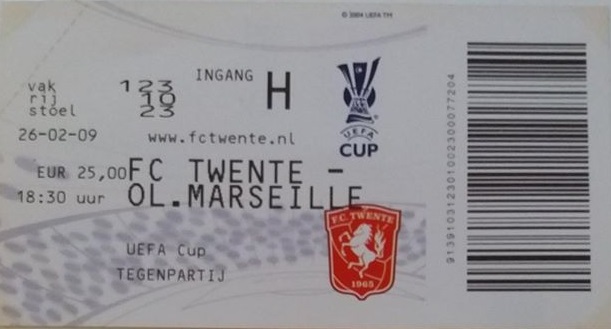 © 2004 UEFA TM
vak 123
rij 10
stoel 23
INGANG H
26-02-09
www.fctwente.nl
UEFA
CUP
EUR 25,00
FC TWENTE -
18:30 uur
OL.MARSEILLE
F.C. TWENTE
1965
UEFA Cup
TEGENPARTIJ
9139103123010023000077204